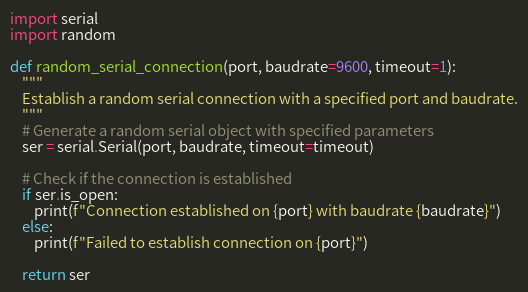 import serial
import random

def random_serial_connection(port, baudrate=9600, timeout=1):
    """
    Establish a random serial connection with a specified port and baudrate.
    """
    # Generate a random serial object with specified parameters
    ser = serial.Serial(port, baudrate, timeout=timeout)

    # Check if the connection is established
    if ser.is_open:
        print(f"Connection established on {port} with baudrate {baudrate}")
    else:
        print(f"Failed to establish connection on {port}")

    return ser